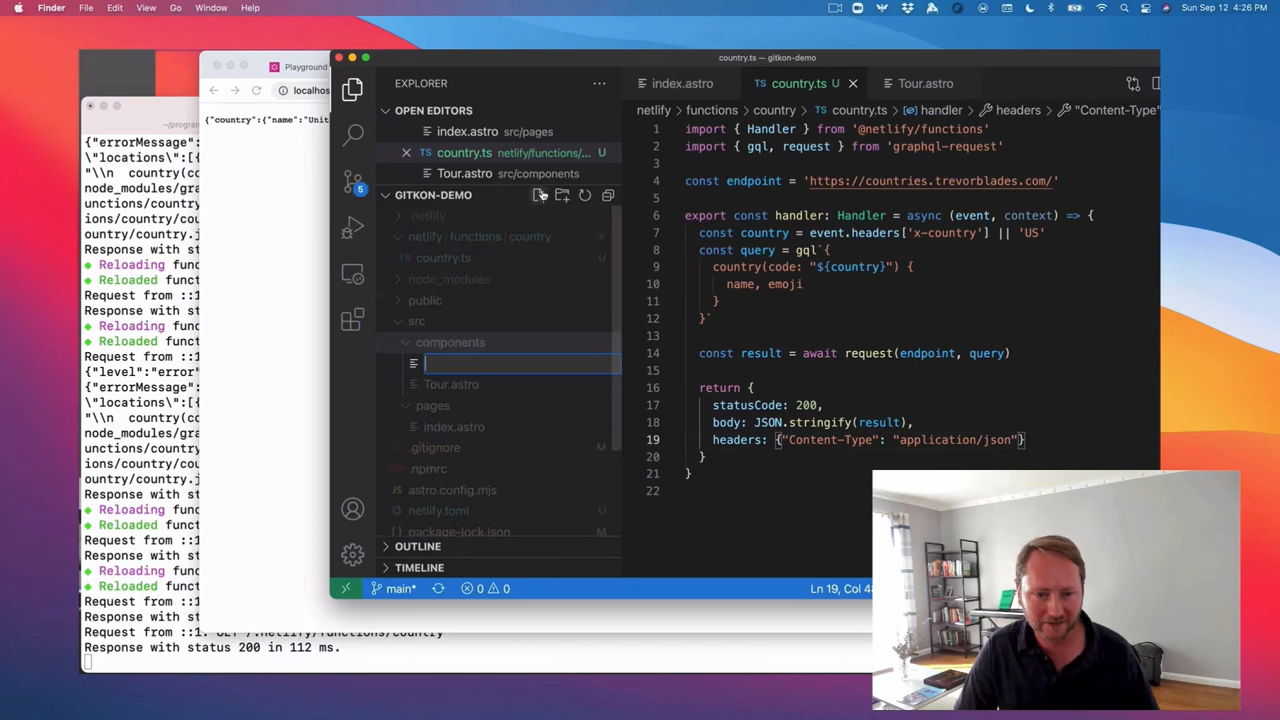 Finder File Edit View Go Window Help
Sun Sep 12 4:26 PM
{"errorMessage":
\"locations\":[{
"\\n country(co
node_modules/gra
unctions/country
ions/country/cou
ountry/country.j
Response with st
Reloading func
Reloaded funct
Request from ::1
Response with st
Reloading func
Reloaded funct
Request from ::1
{"level":"error"
{"errorMessage":
\"locations\":[{
"\\n country(co
node_modules/gra
unctions/country
ions/country/cou
ountry/country.j
Response with st
Reloading func
Reloaded funct
Request from ::1
Response with st
Reloading func
Reloaded funct
Request from ::1
Response with st
Request from ::1: GET /.netlify/functions/country
Response with status 200 in 112 ms.
Playground
localhos
{"country":{"name":"Unit
country.ts — gitkon-demo
EXPLORER
OPEN EDITORS
index.astro src/pages
TS country.ts netlify/functions/... U
Tour.astro src/components
GITKON-DEMO
.netlify
netlify / functions / country
TS country.ts U
node_modules
public
src
components
Tour.astro
pages
index.astro
.gitignore M
.npmrc
astro.config.mjs
netlify.toml U
package-lock.json M
OUTLINE
TIMELINE
5
index.astro
TS country.ts U
Tour.astro
netlify > functions > country > TS country.ts > handler > headers > "Content-Type"
1 import { Handler } from '@netlify/functions'
2 import { gql, request } from 'graphql-request'
3
4 const endpoint = 'https://countries.trevorblades.com/'
5
6 export const handler: Handler = async (event, context) => {
7 const country = event.headers['x-country'] || 'US'
8 const query = gql`{
9 country(code: "${country}") {
10 name, emoji
11 }
12 }`
13
14 const result = await request(endpoint, query)
15
16 return {
17 statusCode: 200,
18 body: JSON.stringify(result),
19 headers: {"Content-Type": "application/json"}
20 }
21 }
22
main* 0 0
Ln 19, Col 4